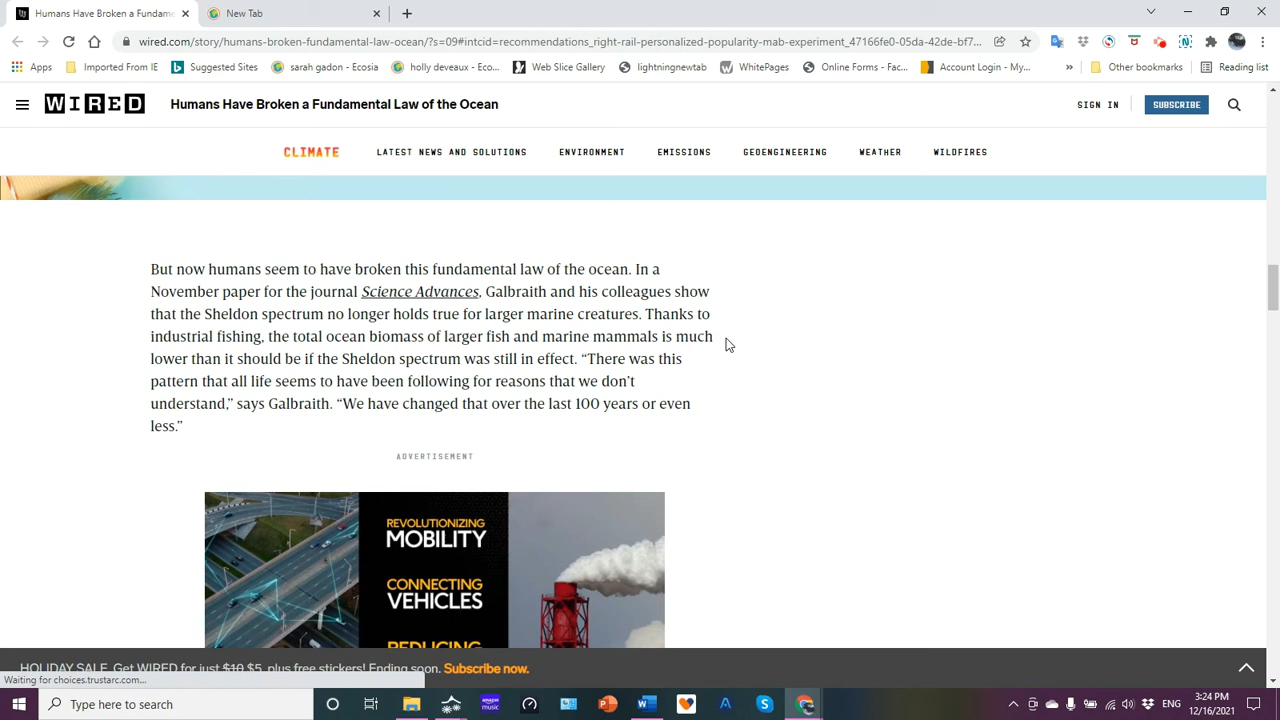 Humans Have Broken a Fundame
New Tab
wired.com/story/humans-broken-fundamental-law-ocean/?s=09#intcid=recommendations_right-rail-personalized-popularity-mab-experiment_47166fe0-05da-42de-bf7...
Apps
Imported From IE
Suggested Sites
sarah gadon - Ecosia
holly deveux - Eco...
Web Slice Gallery
lightningnewtab
WhitePages
Online Forms - Fac...
Account Login - My...
Other bookmarks
Reading list
WIRED
Humans Have Broken a Fundamental Law of the Ocean
SIGN IN
SUBSCRIBE
CLIMATE
LATEST NEWS AND SOLUTIONS
ENVIRONMENT
EMISSIONS
GEOENGINEERING
WEATHER
WILDFIRES
But now humans seem to have broken this fundamental law of the ocean. In a
November paper for the journal Science Advances, Galbraith and his colleagues show
that the Sheldon spectrum no longer holds true for larger marine creatures. Thanks to
industrial fishing, the total ocean biomass of larger fish and marine mammals is much
lower than it should be if the Sheldon spectrum was still in effect. “There was this
pattern that all life seems to have been following for reasons that we don’t
understand,” says Galbraith. “We have changed that over the last 100 years or even
less.”
ADVERTISEMENT
REVOLUTIONIZING
MOBILITY
CONNECTING
VEHICLES
REDUCING
HOLIDAY SALE. Get WIRED for just $10 $5, plus free stickers! Ending soon. Subscribe now.
Waiting for choices.trustarc.com...
Type here to search
amazon music
ENG
3:24 PM
12/16/2021